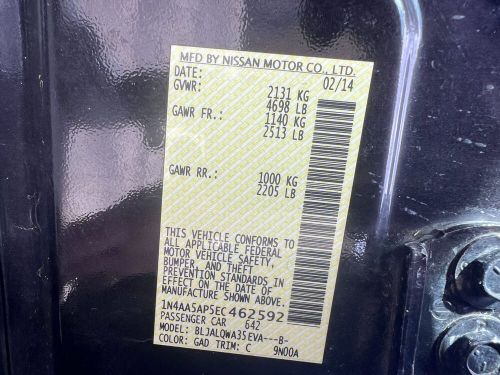 MFD BY NISSAN MOTOR CO., LTD.
DATE: 02/14
GVWR: 2131 KG
4698 LB
GAWR FR.: 1140 KG
2513 LB
GAWR RR.: 1000 KG
2205 LB
THIS VEHICLE CONFORMS TO
ALL APPLICABLE FEDERAL
MOTOR VEHICLE SAFETY,
BUMPER, AND THEFT
PREVENTION STANDARDS IN
EFFECT ON THE DATE OF
MANUFACTURE SHOWN ABOVE.
1N4AA5AP5EC462592
PASSENGER CAR 642
MODEL: BLJALQWA35EVA---B-
COLOR: GAD TRIM: C 9N00A